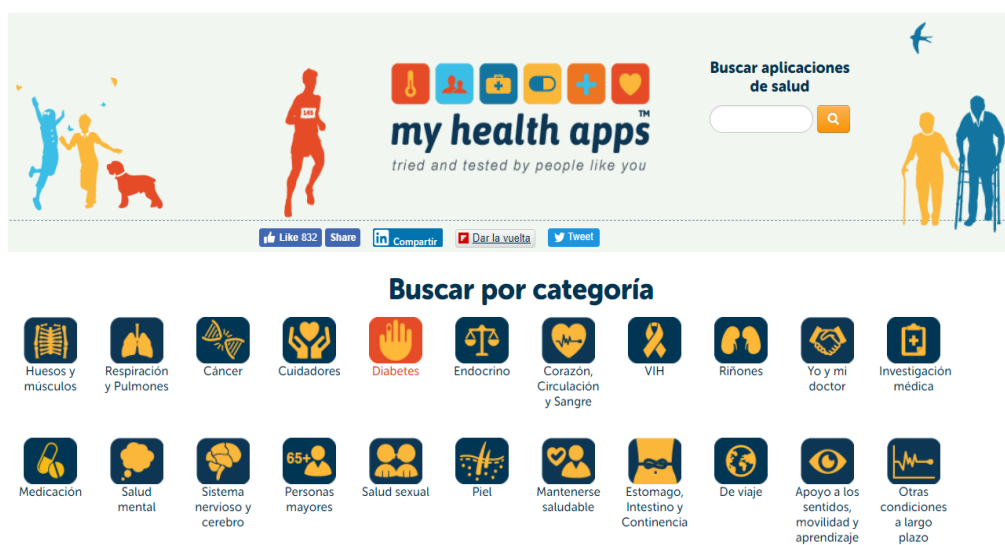 Buscar aplicaciones
de salud
145
my health apps™
tried and tested by people like you
Like 832 Share
in Compartir
Dar la vuelta
Tweet
Buscar por categoría
Huesos y
músculos
Respiración
y Pulmones
Cáncer
Cuidadores
Diabetes
Endocrino
Corazón,
Circulación
y Sangre
VIH
Riñones
Yo y mi
doctor
Investigación
médica
Medicación
Salud
mental
Sistema
nervioso y
cerebro
65+
Personas
mayores
Salud sexual
Piel
Mantenerse
saludable
Estomago,
Intestino y
Continencia
De viaje
Apoyo a los
sentidos,
movilidad y
aprendizaje
Otras
condiciones
a largo
plazo